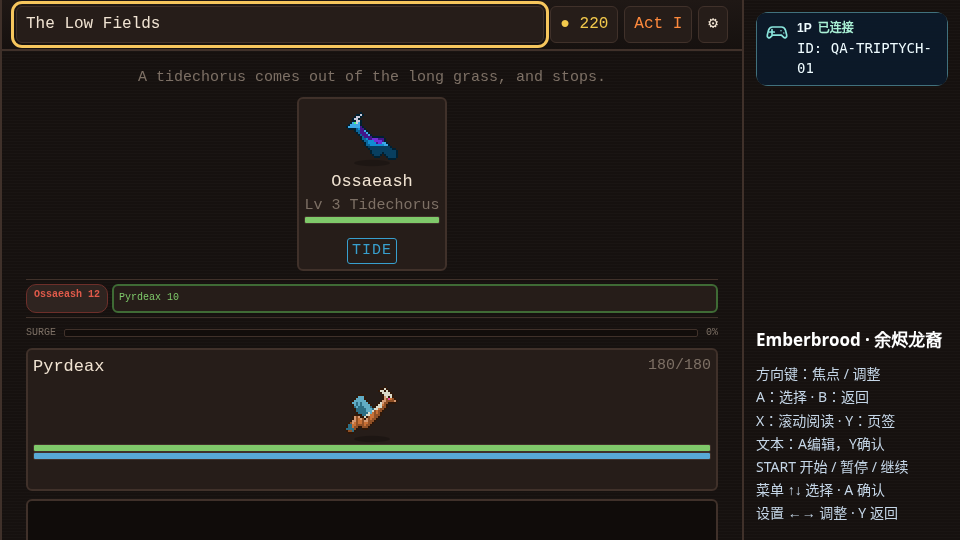 The Low Fields
● 220
Act I
⚙
A tidechorus comes out of the long grass, and stops.
Ossaeash
Lv 3 Tidechorus
TIDE
Ossaeash 12
Pyrdeax 10
SURGE
0%
Pyrdeax
180/180
1P 已连接
ID: QA-TRIPTYCH-
01
Emberbrood · 余烬龙裔
方向键：焦点 / 调整
A：选择 · B：返回
X：滚动阅读 · Y：页签
文本：A编辑，Y确认
START 开始 / 暂停 / 继续
菜单 ↑↓ 选择 · A 确认
设置 ←→ 调整 · Y 返回